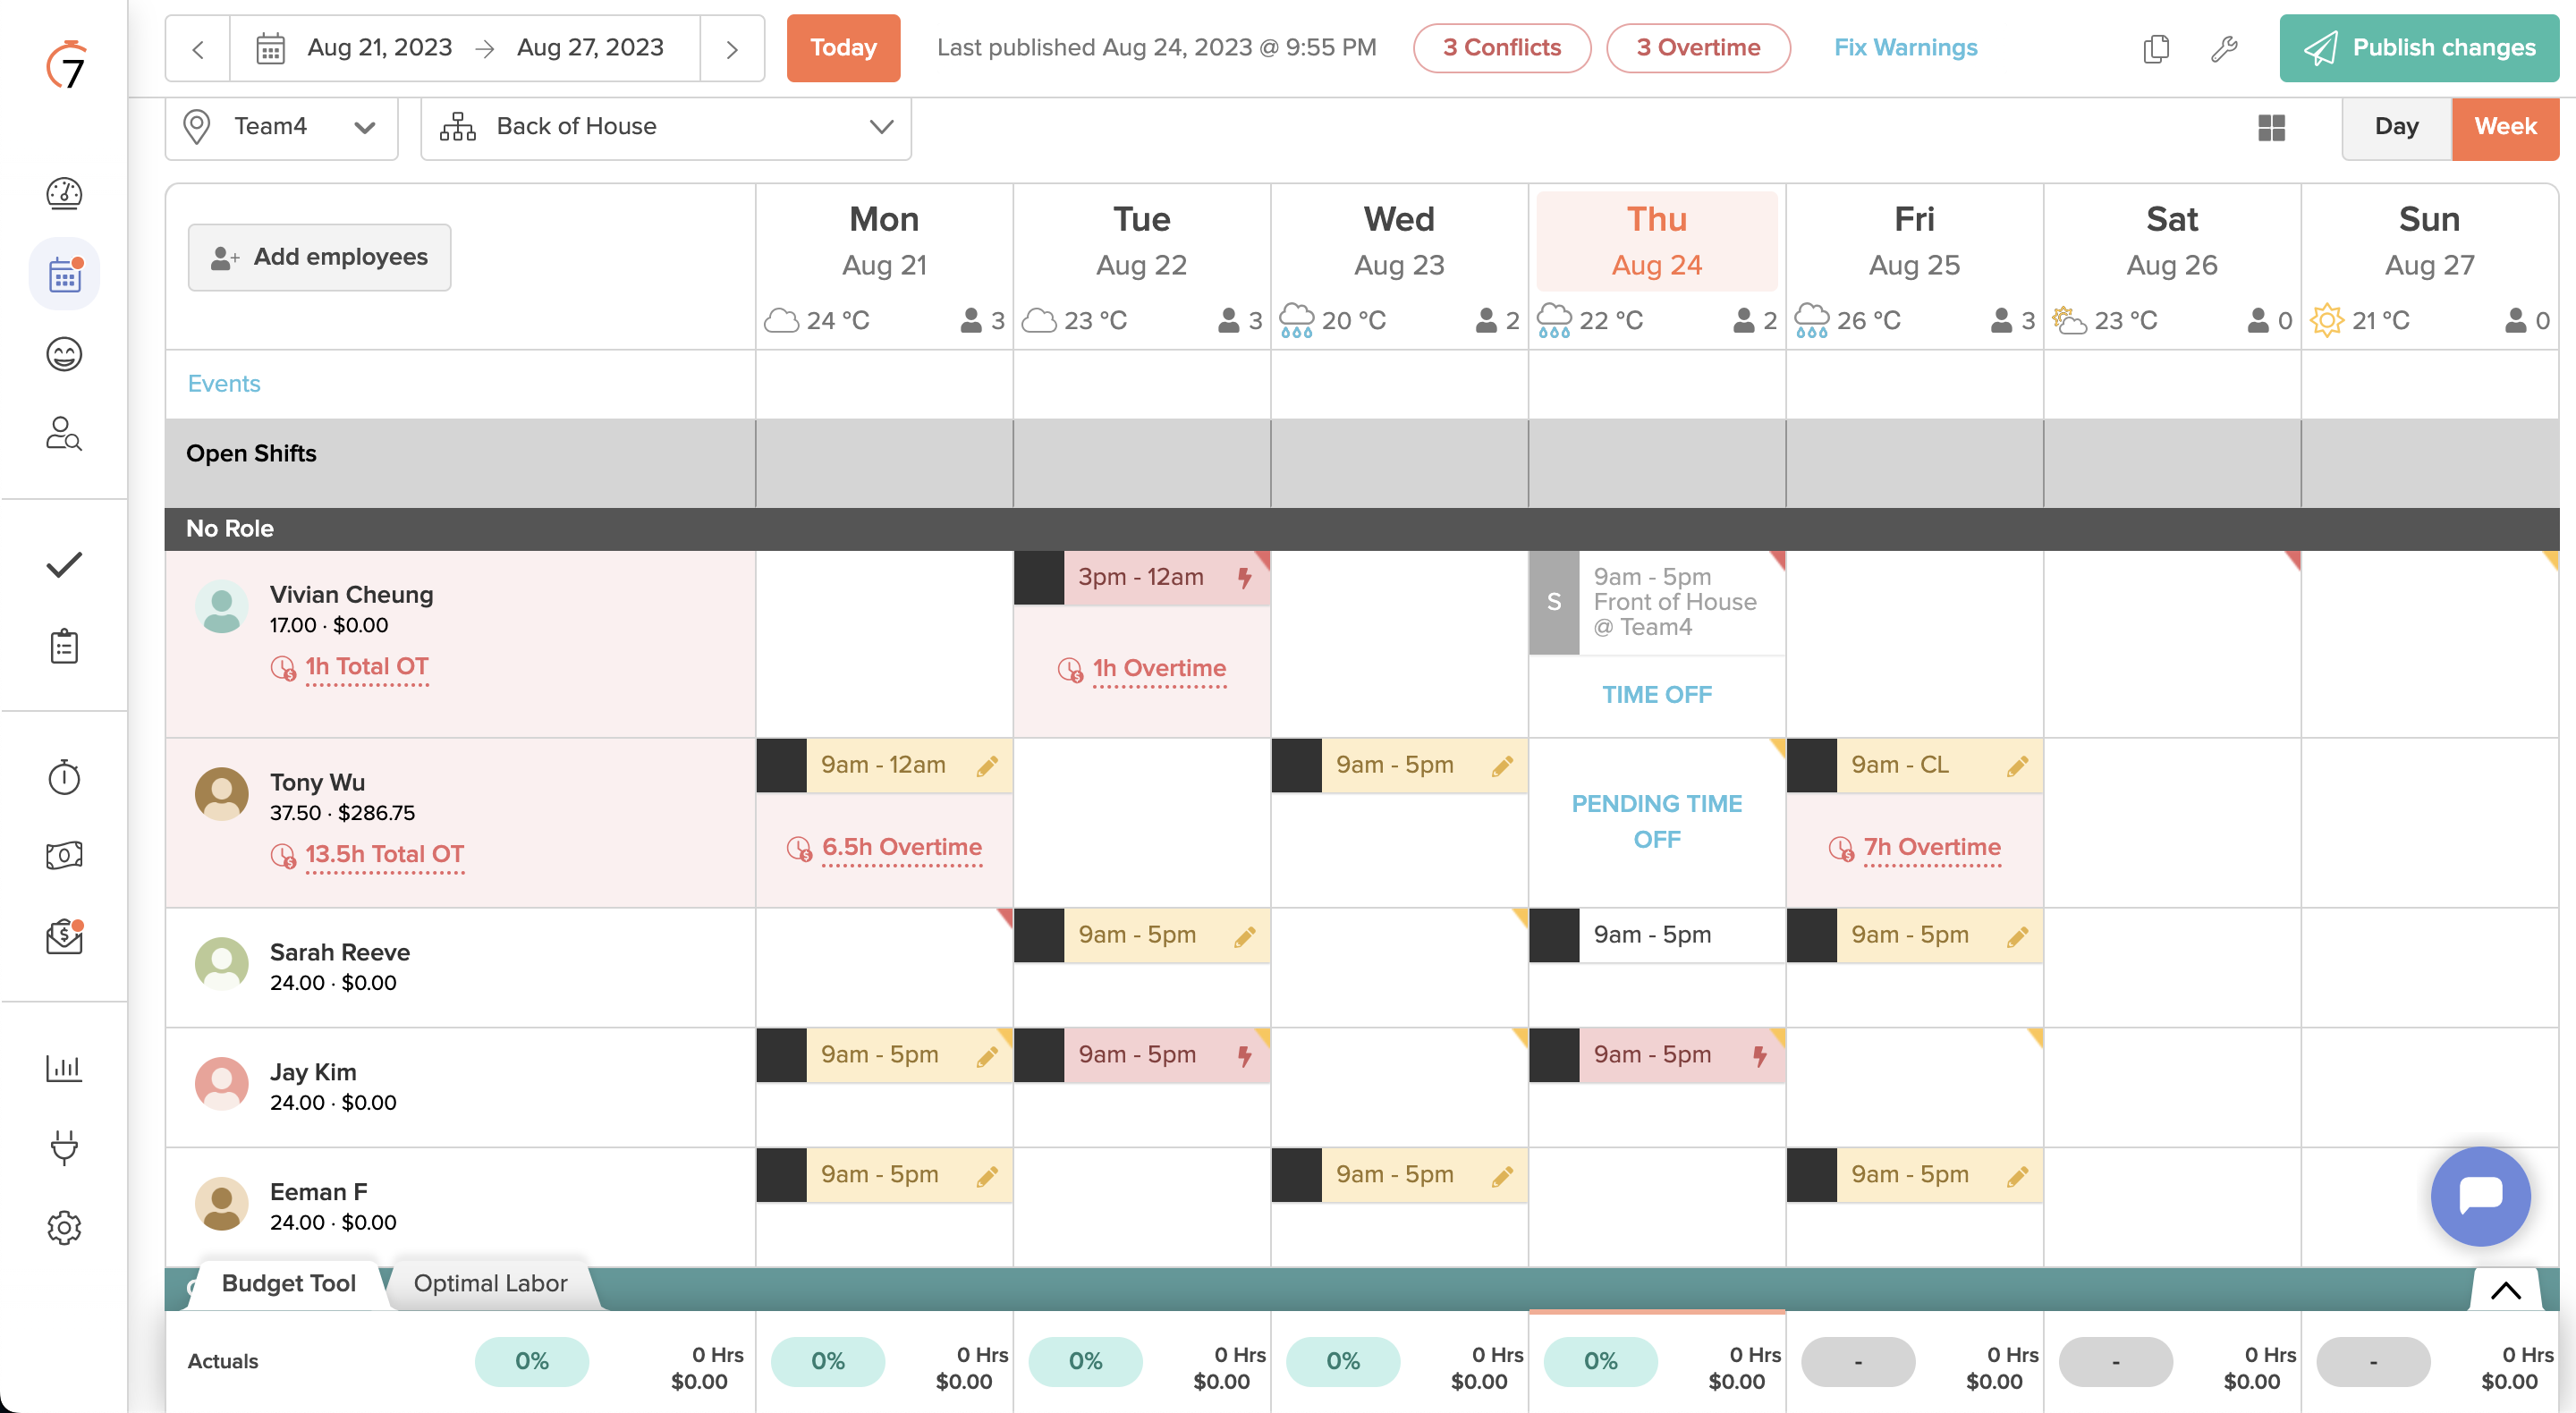 7
Aug 21, 2023 → Aug 27, 2023
Today
Last published Aug 24, 2023 @ 9:55 PM
3 Conflicts
3 Overtime
Fix Warnings
Publish changes
Team4
Back of House
Day
Week
Add employees
Mon
Aug 21
24 °C
3
Tue
Aug 22
23 °C
3
Wed
Aug 23
20 °C
2
Thu
Aug 24
22 °C
2
Fri
Aug 25
26 °C
3
Sat
Aug 26
23 °C
0
Sun
Aug 27
21 °C
0
Events
Open Shifts
No Role
Vivian Cheung
17.00 · $0.00
1h Total OT
3pm - 12am
1h Overtime
S
9am - 5pm
Front of House
@ Team4
TIME OFF
Tony Wu
37.50 · $286.75
13.5h Total OT
9am - 12am
6.5h Overtime
9am - 5pm
PENDING TIME
OFF
9am - CL
7h Overtime
Sarah Reeve
24.00 · $0.00
9am - 5pm
9am - 5pm
9am - 5pm
Jay Kim
24.00 · $0.00
9am - 5pm
9am - 5pm
9am - 5pm
Eeman F
24.00 · $0.00
9am - 5pm
9am - 5pm
9am - 5pm
Budget Tool
Optimal Labor
Actuals
0%
0 Hrs
$0.00
0%
0 Hrs
$0.00
0%
0 Hrs
$0.00
0%
0 Hrs
$0.00
0%
0 Hrs
$0.00
-
0 Hrs
$0.00
-
0 Hrs
$0.00
-
0 Hrs
$0.00